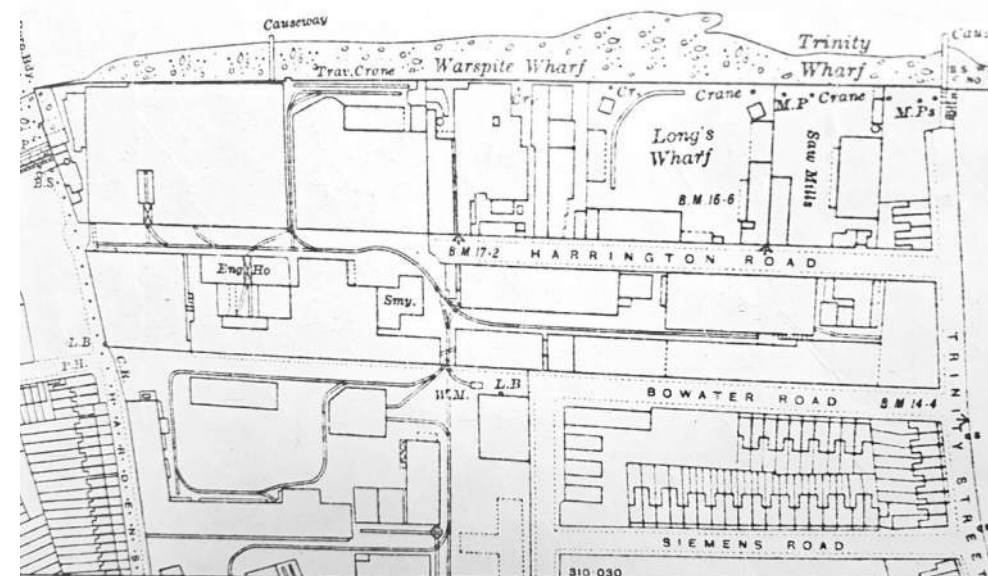 Causeway
Trinity
Wharf
Trav. Crone
Warspite Wharf
Cr.
Crane
M.P
Crane
M.Ps
Long's
Wharf
Saw Mills
B.S.
B.M.16·6
B.M.17·2
HARRINGTON ROAD
Eng. Ho
Smy.
L.B
P.H.
W.M.
L.B
BOWATER ROAD
B.M.14·4
TRINITY STREET
SIEMENS ROAD
310·030